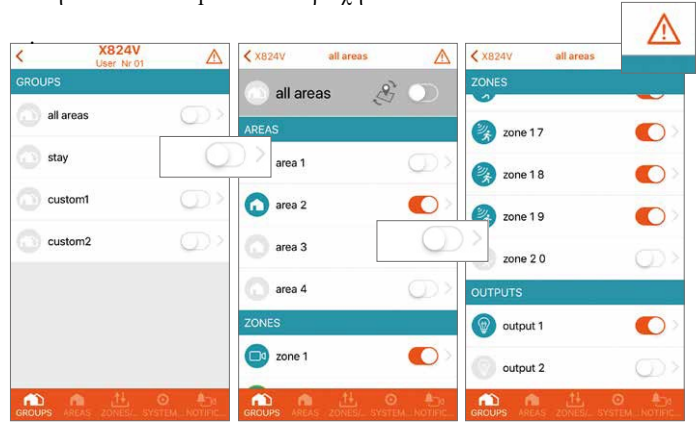 X824V
User Nr 01
GROUPS
all areas
stay
custom1
custom2
GROUPS AREAS ZONES/... SYSTEM... NOTIFIC...
X824V all areas
all areas
AREAS
area 1
area 2
area 3
area 4
ZONES
zone 1
GROUPS AREAS ZONES/... SYSTEM... NOTIFIC...
X824V all areas
ZONES
zone 17
zone 18
zone 19
zone 20
OUTPUTS
output 1
output 2
GROUPS AREAS ZONES/... SYSTEM... NOTIFIC...